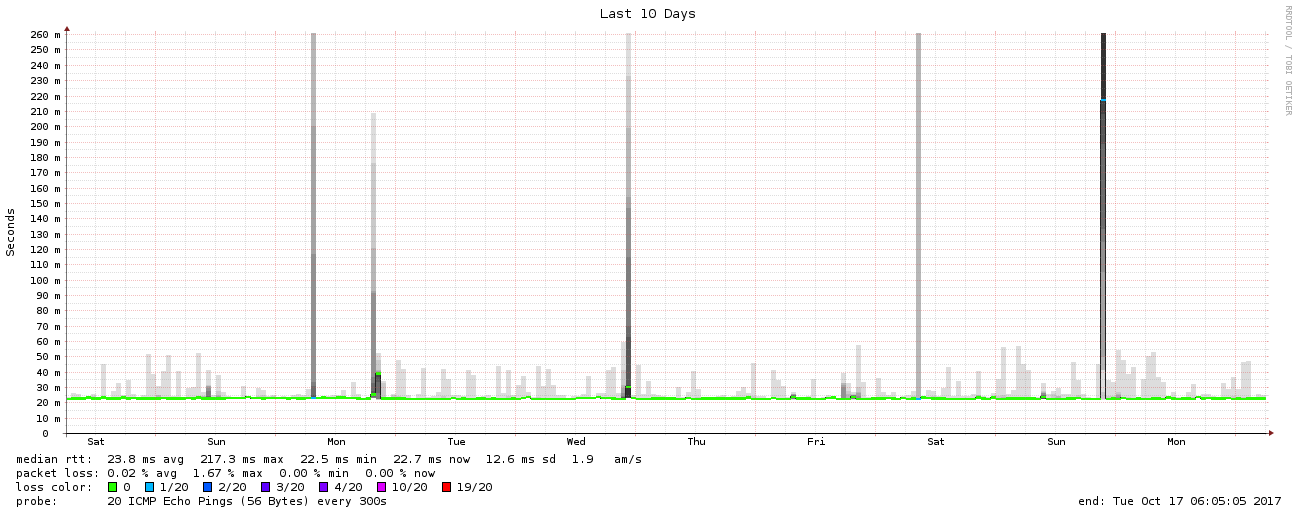 Last 10 Days
RRDTOOL / TOBI OETIKER
Seconds
260 m
250 m
240 m
230 m
220 m
210 m
200 m
190 m
180 m
170 m
160 m
150 m
140 m
130 m
120 m
110 m
100 m
90 m
80 m
70 m
60 m
50 m
40 m
30 m
20 m
10 m
0
Sat Sun Mon Tue Wed Thu Fri Sat Sun Mon
median rtt: 23.8 ms avg 217.3 ms max 22.5 ms min 22.7 ms now 12.6 ms sd 1.9 am/s
packet loss: 0.02 % avg 1.67 % max 0.00 % min 0.00 % now
loss color: 0 1/20 2/20 3/20 4/20 10/20 19/20
probe: 20 ICMP Echo Pings (56 Bytes) every 300s end: Tue Oct 17 06:05:05 2017